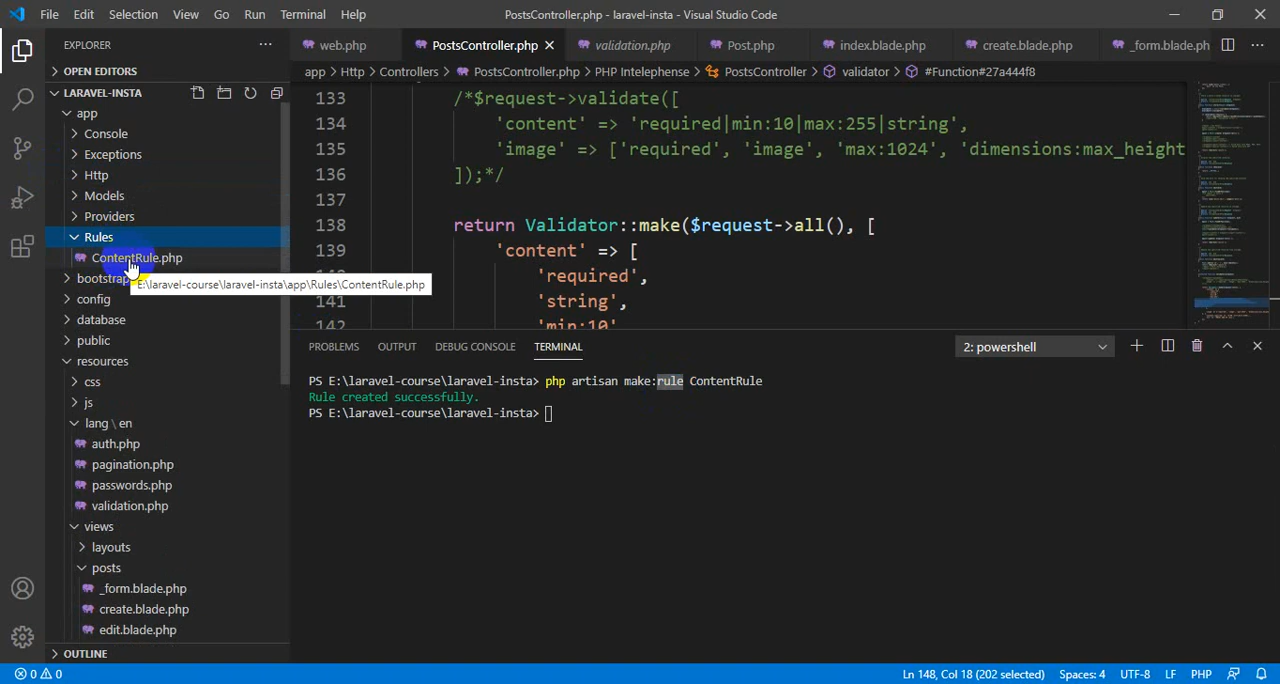 File Edit Selection View Go Run Terminal Help
PostsController.php - laravel-insta - Visual Studio Code
EXPLORER
OPEN EDITORS
LARAVEL-INSTA
app
Console
Exceptions
Http
Models
Providers
Rules
ContentRule.php
bootstrap
config
database
public
resources
css
js
lang \ en
auth.php
pagination.php
passwords.php
validation.php
views
layouts
posts
_form.blade.php
create.blade.php
edit.blade.php
OUTLINE
E:\laravel-course\laravel-insta\app\Rules\ContentRule.php
web.php PostsController.php validation.php Post.php index.blade.php create.blade.php _form.blade.ph
app > Http > Controllers > PostsController.php > PHP Intelephense > PostsController > validator > #Function#27a444f8
133 /*$request->validate([
134 'content' => 'required|min:10|max:255|string',
135 'image' => ['required', 'image', 'max:1024', 'dimensions:max_height
136 ]);*/
137
138 return Validator::make($request->all(), [
139 'content' => [
'required',
141 'string',
142 'min:10'
PROBLEMS OUTPUT DEBUG CONSOLE TERMINAL
2: powershell
PS E:\laravel-course\laravel-insta> php artisan make:rule ContentRule
Rule created successfully.
PS E:\laravel-course\laravel-insta>
0 0
Ln 148, Col 18 (202 selected) Spaces: 4 UTF-8 LF PHP